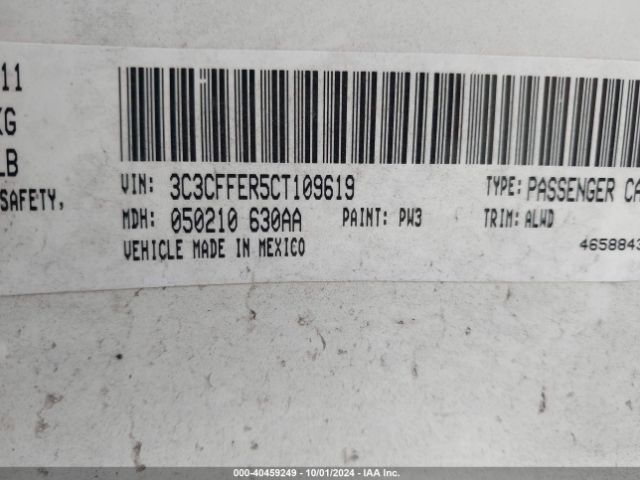 11
KG
LB
SAFETY,
VIN: 3C3CFFER5CT109619 TYPE: PASSENGER CA
MDH: 050210 630AA PAINT: PW3 TRIM: ALWD
VEHICLE MADE IN MEXICO 4658843
000-40459249 - 10/01/2024 - IAA Inc.